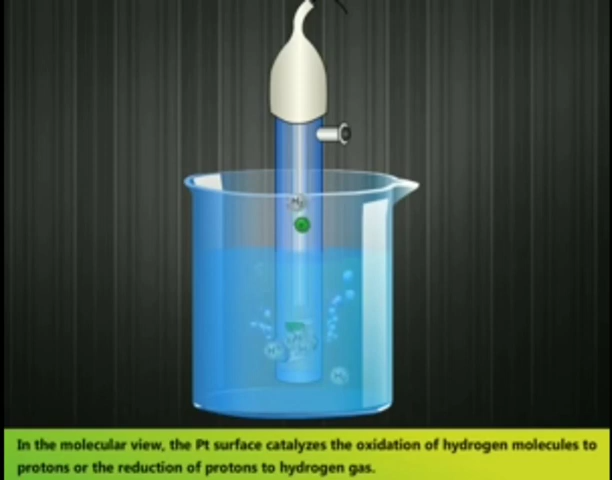 In the molecular view, the Pt surface catalyzes the oxidation of hydrogen molecules to
protons or the reduction of protons to hydrogen gas.